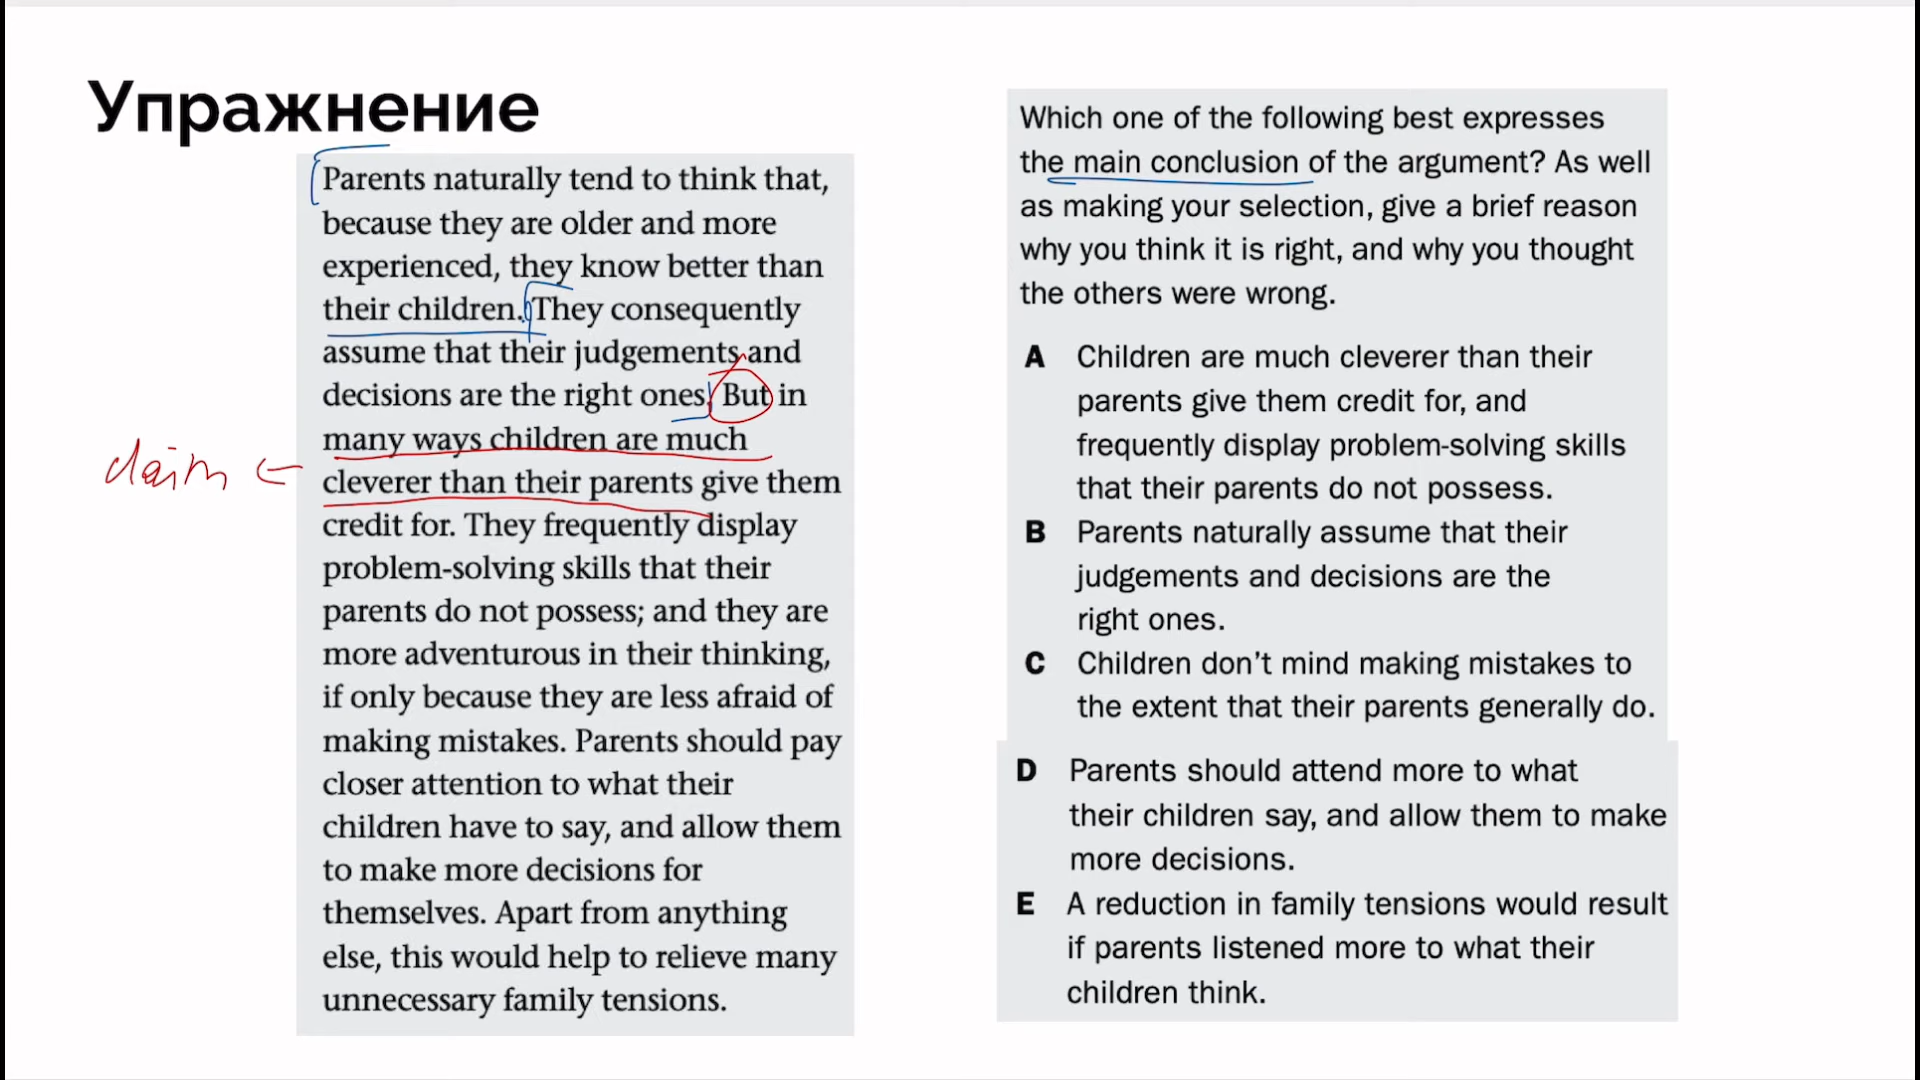 Упражнение
Parents naturally tend to think that,
because they are older and more
experienced, they know better than
their children. They consequently
assume that their judgements and
decisions are the right ones. But in
many ways children are much
cleverer than their parents give them
credit for. They frequently display
problem-solving skills that their
parents do not possess; and they are
more adventurous in their thinking,
if only because they are less afraid of
making mistakes. Parents should pay
closer attention to what their
children have to say, and allow them
to make more decisions for
themselves. Apart from anything
else, this would help to relieve many
unnecessary family tensions.
claim
Which one of the following best expresses
the main conclusion of the argument? As well
as making your selection, give a brief reason
why you think it is right, and why you thought
the others were wrong.
A Children are much cleverer than their
parents give them credit for, and
frequently display problem-solving skills
that their parents do not possess.
B Parents naturally assume that their
judgements and decisions are the
right ones.
C Children don't mind making mistakes to
the extent that their parents generally do.
D Parents should attend more to what
their children say, and allow them to make
more decisions.
E A reduction in family tensions would result
if parents listened more to what their
children think.